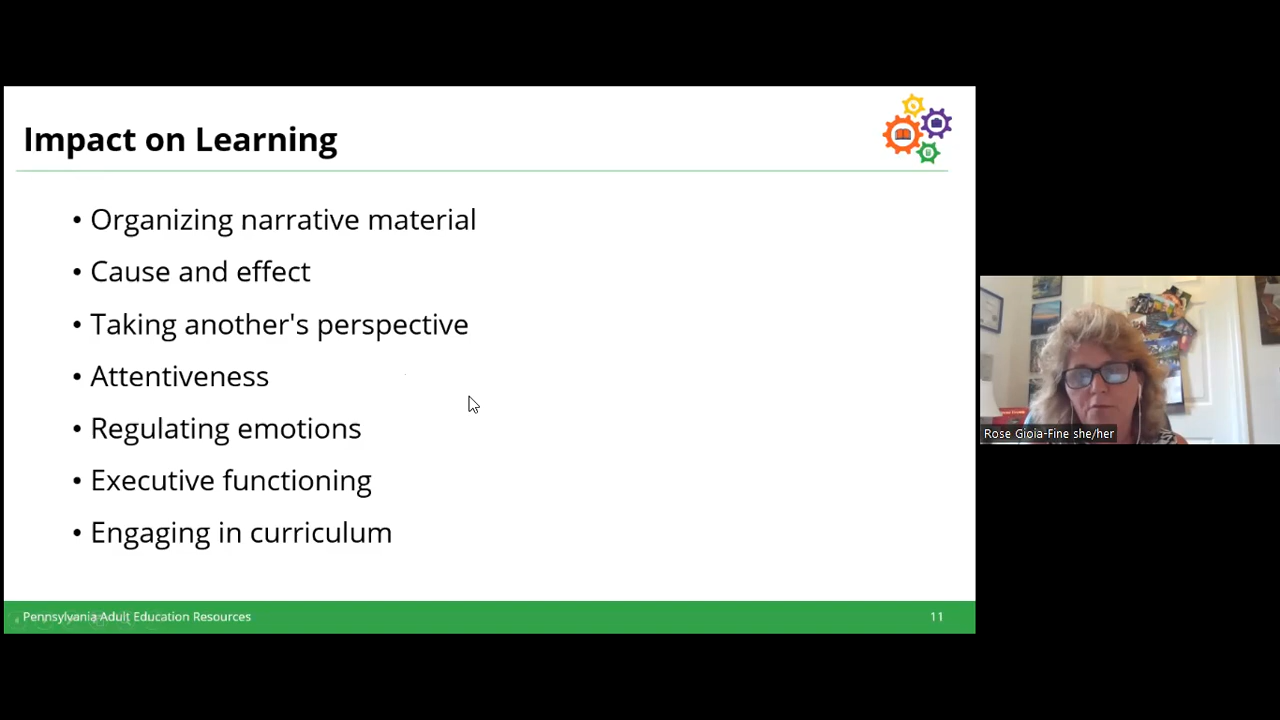 Impact on Learning
• Organizing narrative material
• Cause and effect
• Taking another's perspective
• Attentiveness
• Regulating emotions
• Executive functioning
• Engaging in curriculum
Pennsylvania Adult Education Resources
11
Rose Gioia-Fine she/her